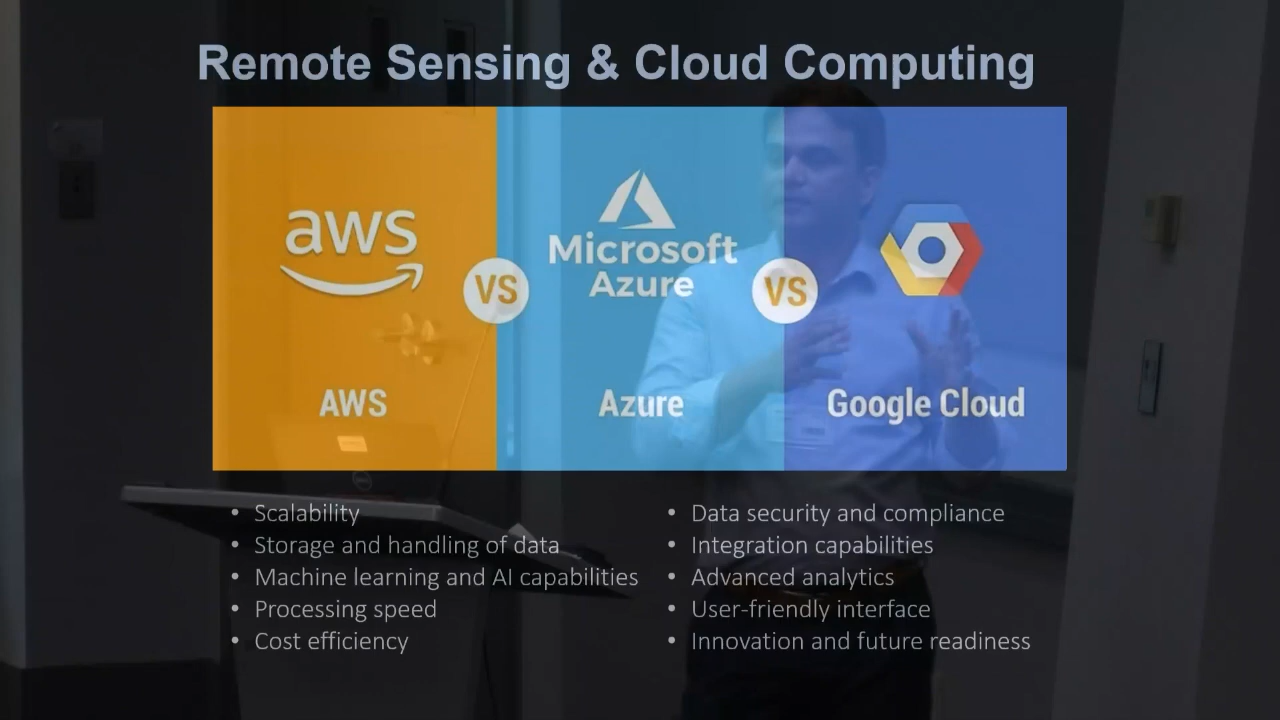 Remote Sensing & Cloud Computing
aws
VS
Microsoft
Azure
VS
AWS
Azure
Google Cloud
• Scalability
• Storage and handling of data
• Machine learning and AI capabilities
• Processing speed
• Cost efficiency
• Data security and compliance
• Integration capabilities
• Advanced analytics
• User-friendly interface
• Innovation and future readiness